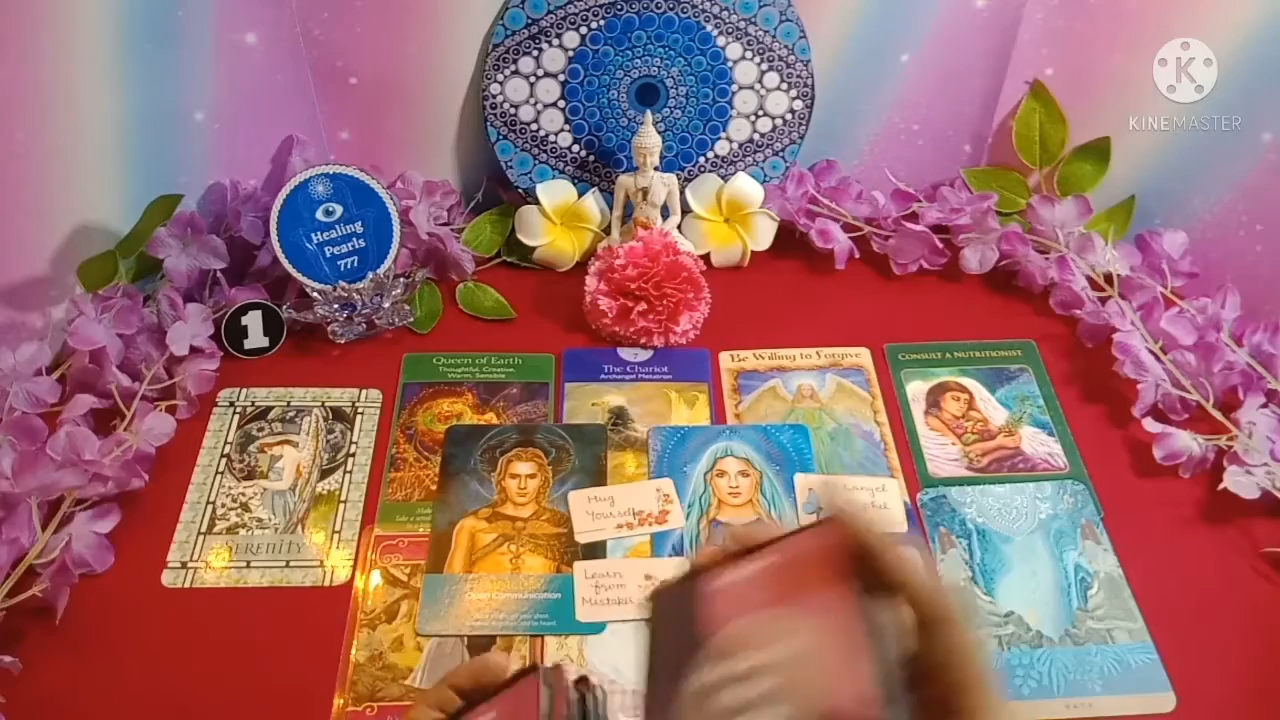 K
KINEMASTER
Healing
Pearls
777
1
Queen of Earth
Thoughtful, Creative,
Warm, Sensible
7
The Chariot
Archangel Metatron
Be Willing to Forgive
CONSULT A NUTRITIONIST
SERENITY
Hug
Yourself
Learn
from
Mistakes
Open Communication